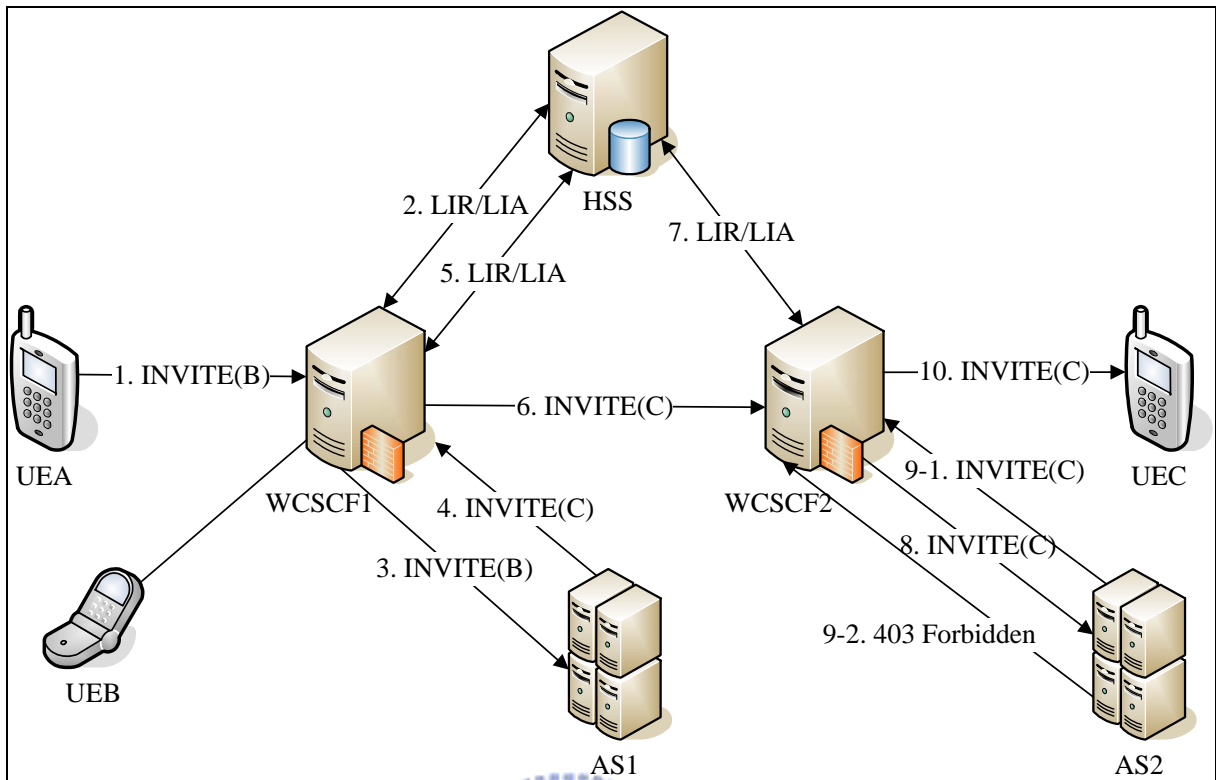 HSS
2. LIR/LIA
7. LIR/LIA
5. LIR/LIA
1. INVITE(B)
10. INVITE(C)
6. INVITE(C)
UEA
WCSCF1
WCSCF2
9-1. INVITE(C)
UEC
4. INVITE(C)
8. INVITE(C)
3. INVITE(B)
9-2. 403 Forbidden
UEB
AS1
AS2